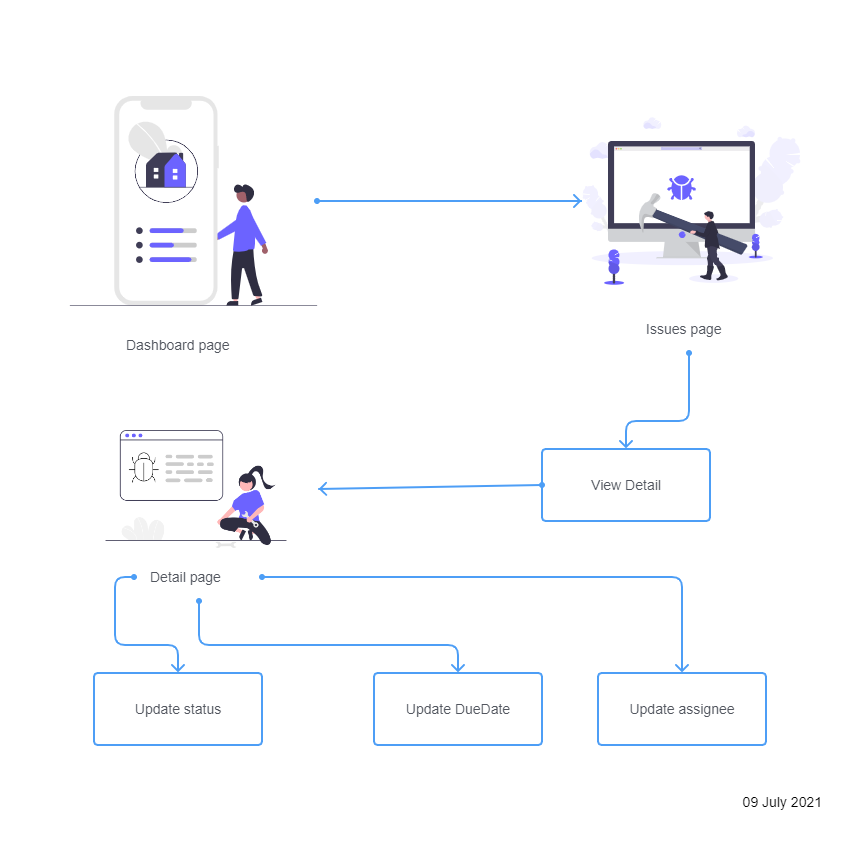 Dashboard page
Issues page
View Detail
Detail page
Update status
Update DueDate
Update assignee
09 July 2021